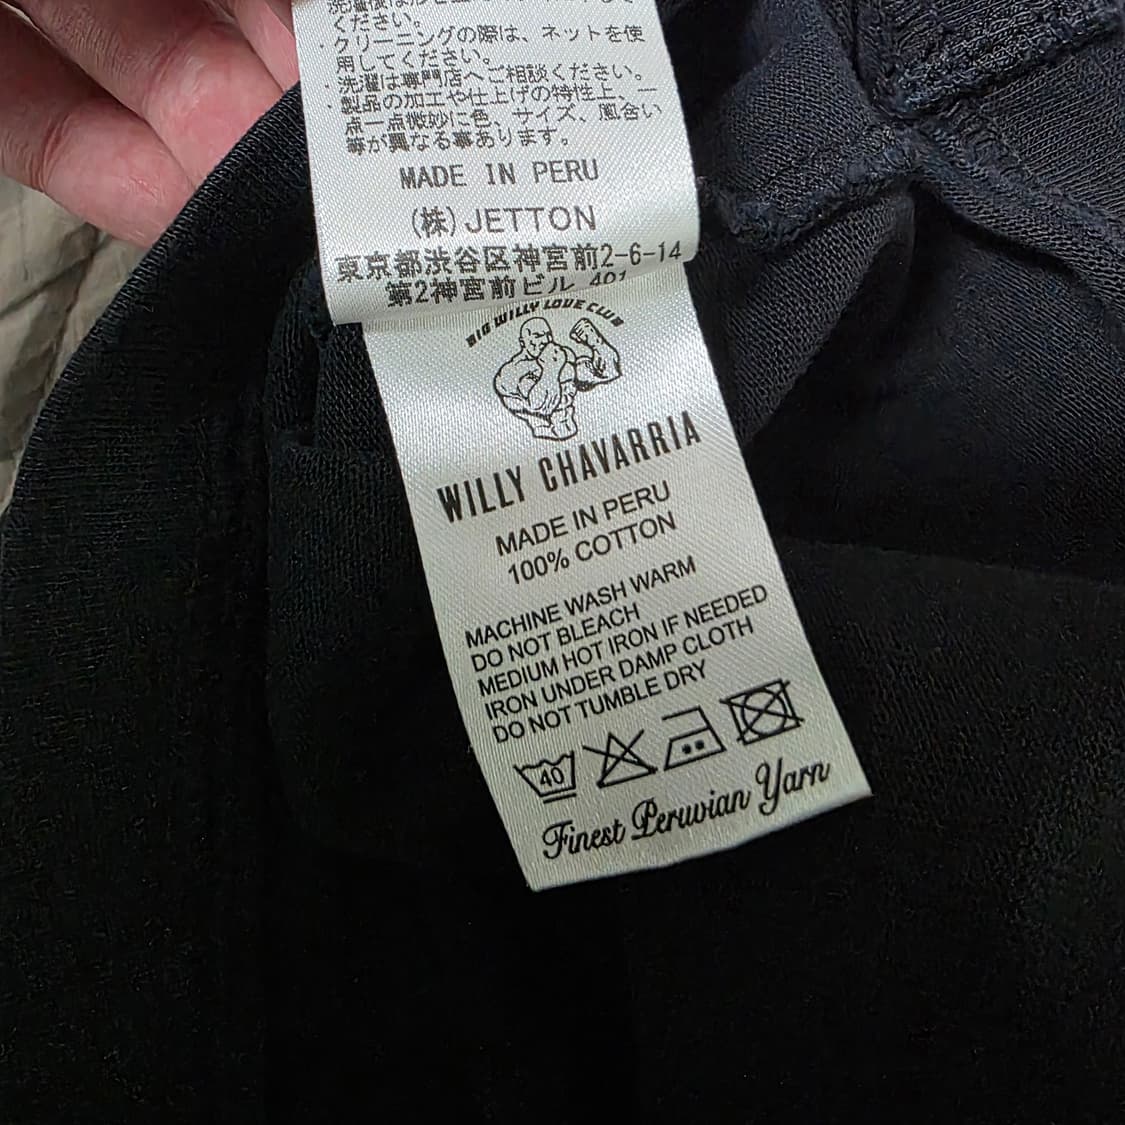 ください。
・クリーニングの際は、ネットを使
用してください。
・洗濯は専門店へご相談ください。
・製品の加工や仕上げの特性上、一
点一点微妙に色、サイズ、風合い
等が異なる事あります。
MADE IN PERU
(株)JETTON
東京都渋谷区神宮前2-6-14
第2神宮前ビル 401
BIG WILLY LOVE CLUB
WILLY CHAVARRIA
MADE IN PERU
100% COTTON
MACHINE WASH WARM
DO NOT BLEACH
MEDIUM HOT IRON IF NEEDED
IRON UNDER DAMP CLOTH
DO NOT TUMBLE DRY
40
Finest Peruvian Yarn